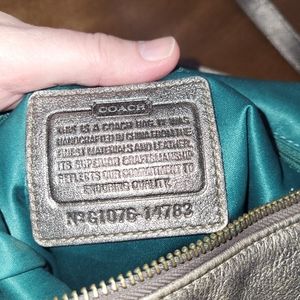 COACH
THIS IS A COACH BAG. IT WAS
HANDCRAFTED IN CHINA FROM THE
FINEST MATERIALS AND LEATHER.
ITS SUPERIOR CRAFTSMANSHIP
REFLECTS OUR COMMITMENT TO
ENDURING QUALITY.
Nº G1076-14783